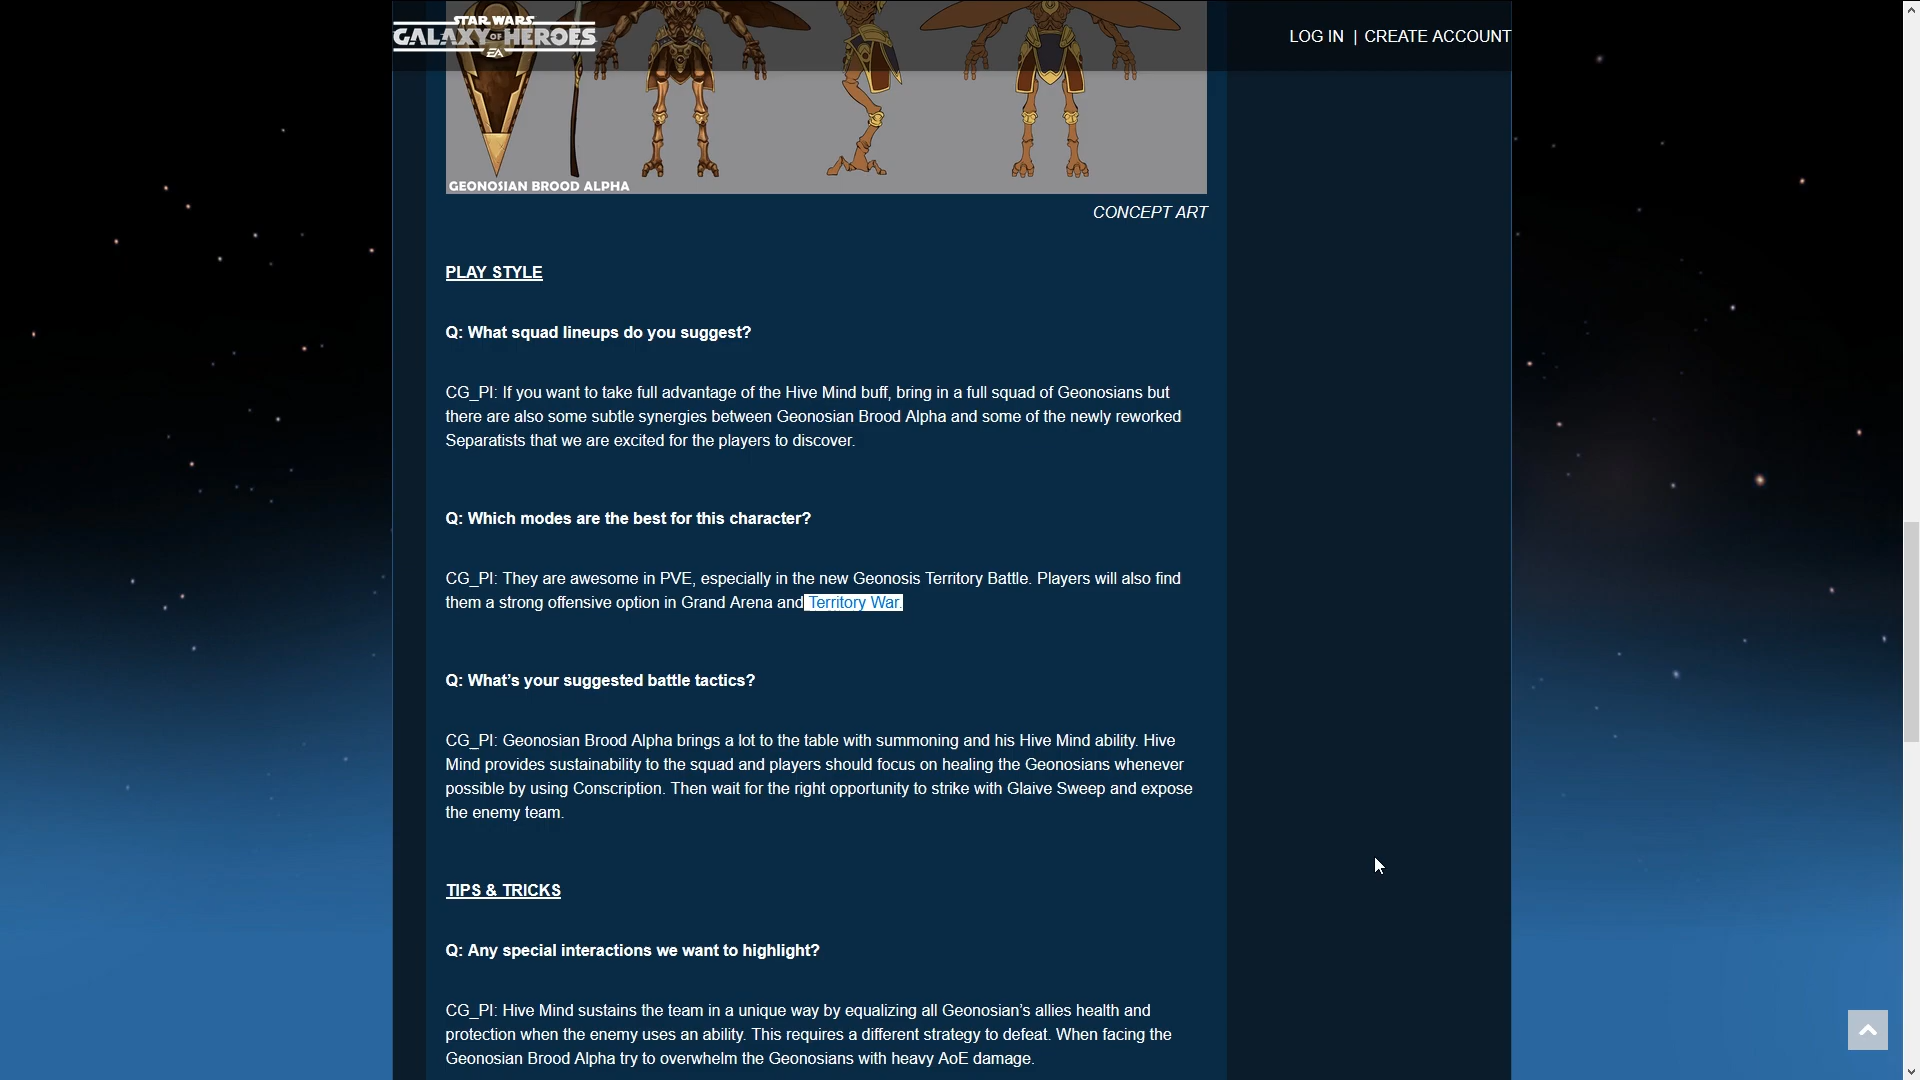 STAR WARS
GALAXY OF HEROES
EA
LOG IN | CREATE ACCOUNT
GEONOSIAN BROOD ALPHA
CONCEPT ART
PLAY STYLE
Q: What squad lineups do you suggest?
CG_PI: If you want to take full advantage of the Hive Mind buff, bring in a full squad of Geonosians but
there are also some subtle synergies between Geonosian Brood Alpha and some of the newly reworked
Separatists that we are excited for the players to discover.
Q: Which modes are the best for this character?
CG_PI: They are awesome in PVE, especially in the new Geonosis Territory Battle. Players will also find
them a strong offensive option in Grand Arena and Territory War.
Q: What’s your suggested battle tactics?
CG_PI: Geonosian Brood Alpha brings a lot to the table with summoning and his Hive Mind ability. Hive
Mind provides sustainability to the squad and players should focus on healing the Geonosians whenever
possible by using Conscription. Then wait for the right opportunity to strike with Glaive Sweep and expose
the enemy team.
TIPS & TRICKS
Q: Any special interactions we want to highlight?
CG_PI: Hive Mind sustains the team in a unique way by equalizing all Geonosian’s allies health and
protection when the enemy uses an ability. This requires a different strategy to defeat. When facing the
Geonosian Brood Alpha try to overwhelm the Geonosians with heavy AoE damage.